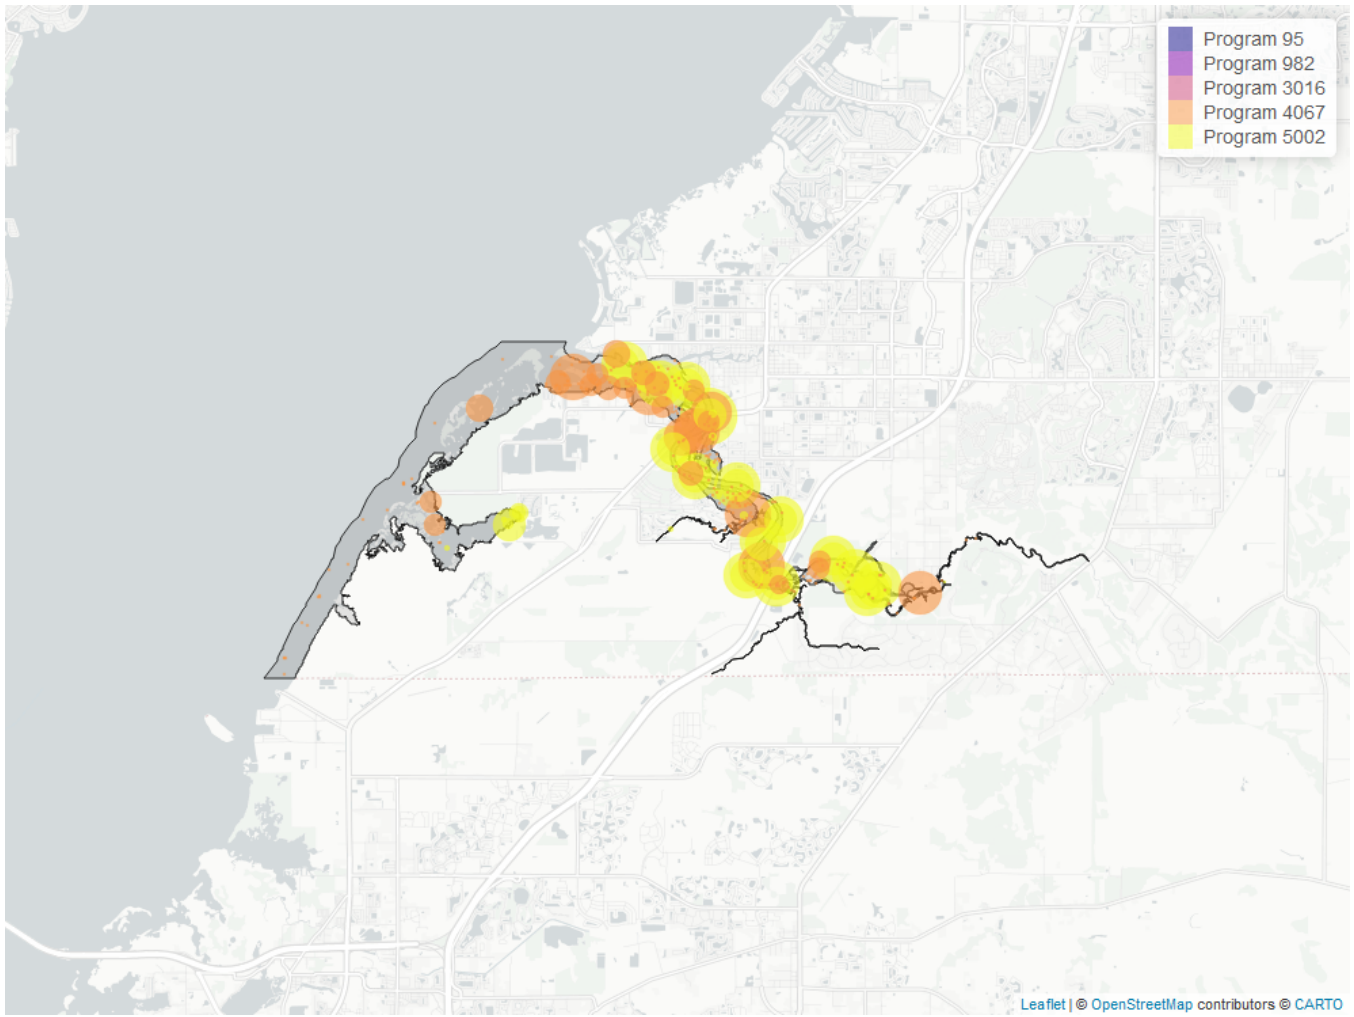 Program 95
Program 982
Program 3016
Program 4067
Program 5002
Leaflet | © OpenStreetMap contributors © CARTO